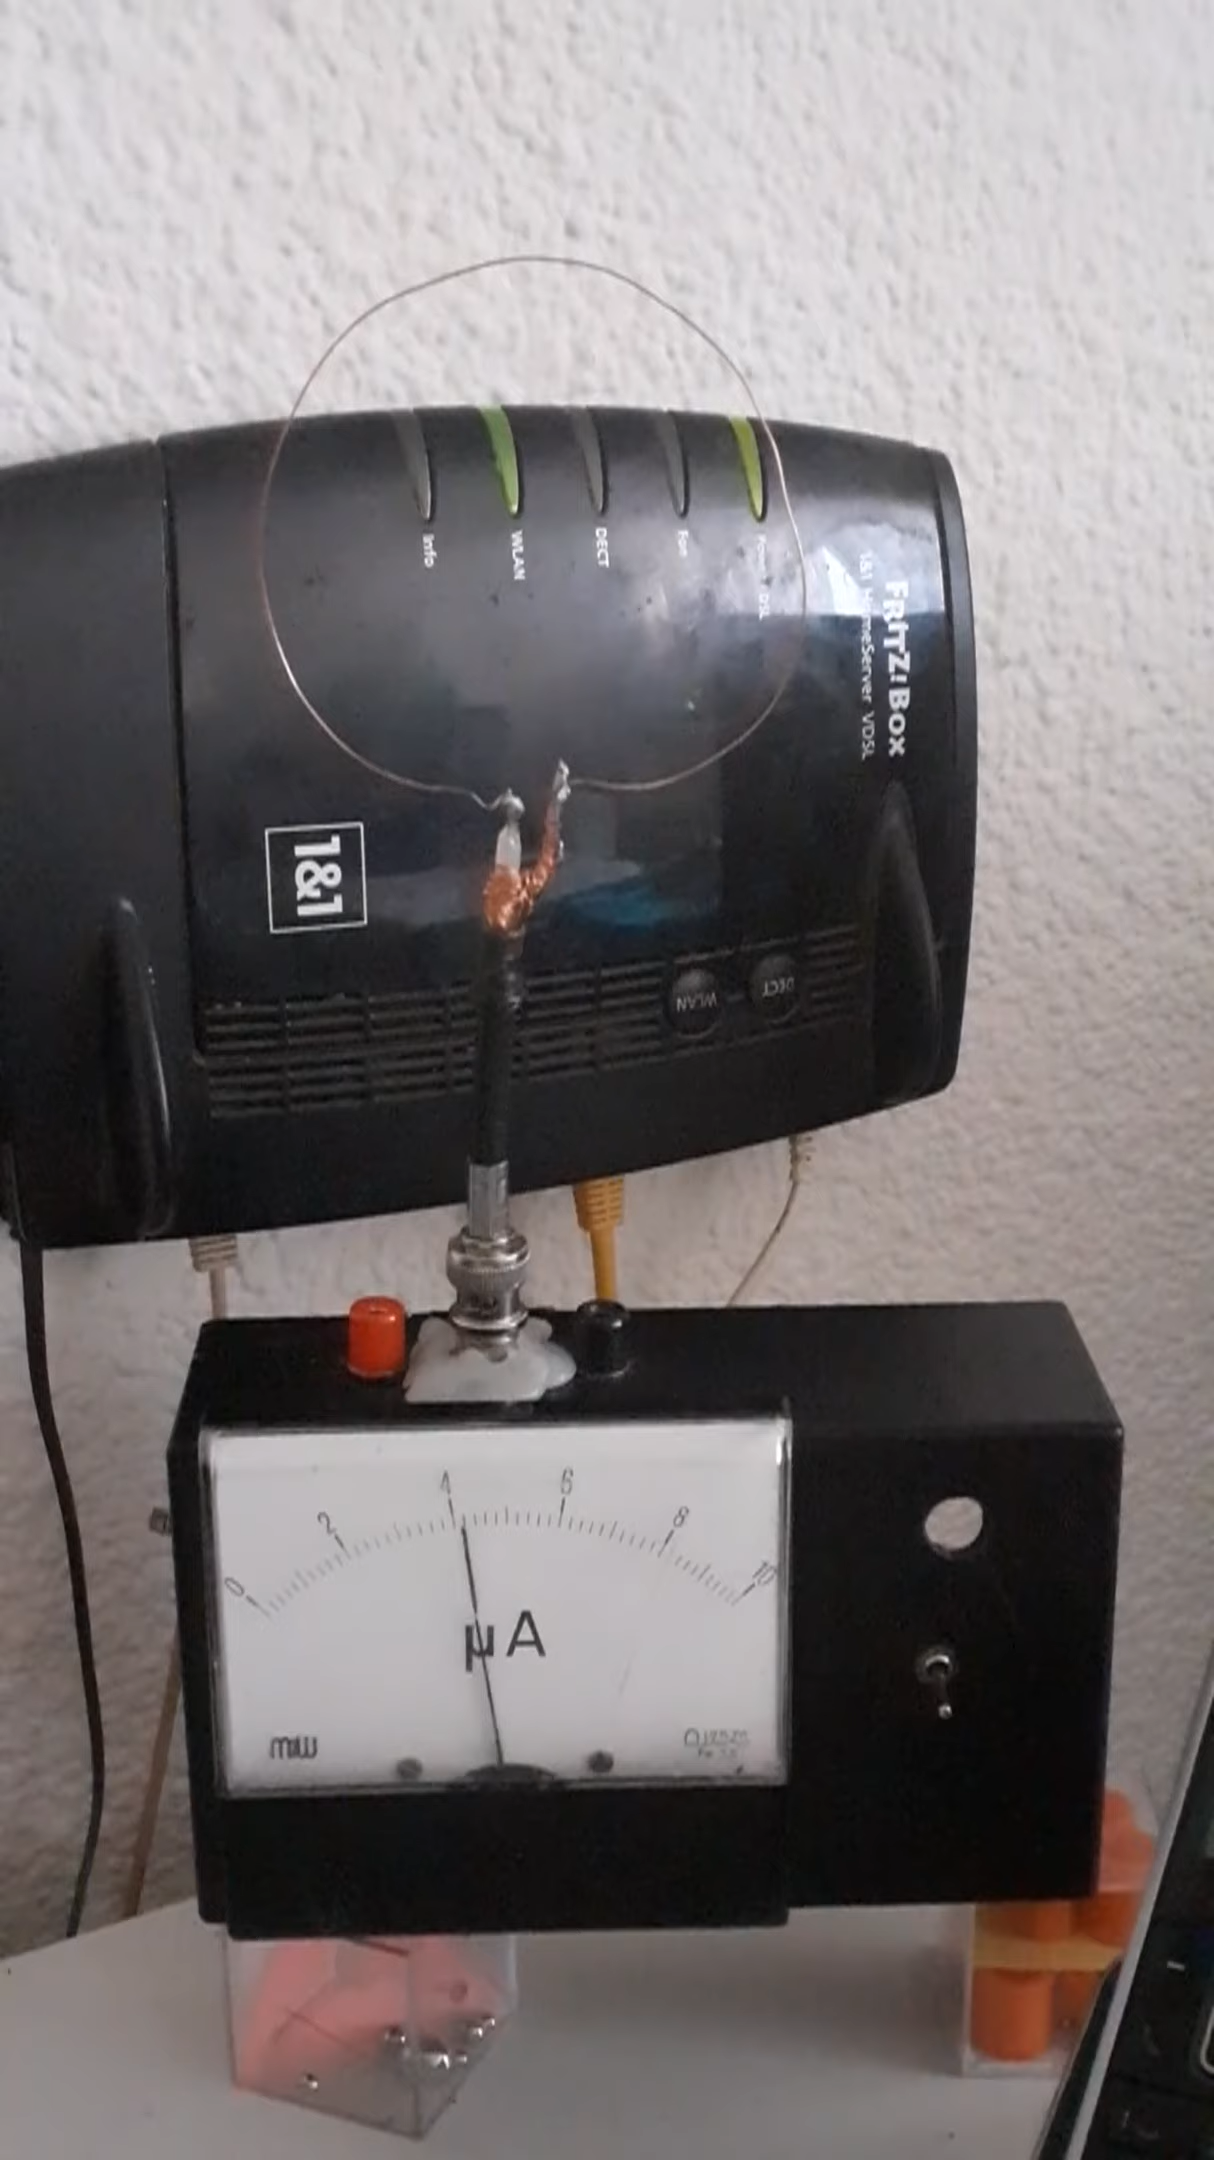 Info
WLAN
DECT
Fon
Power / DSL
FRITZ!Box
1&1 HomeServer VDSL
1&1
WLAN
DECT
0
2
4
6
8
10
µA